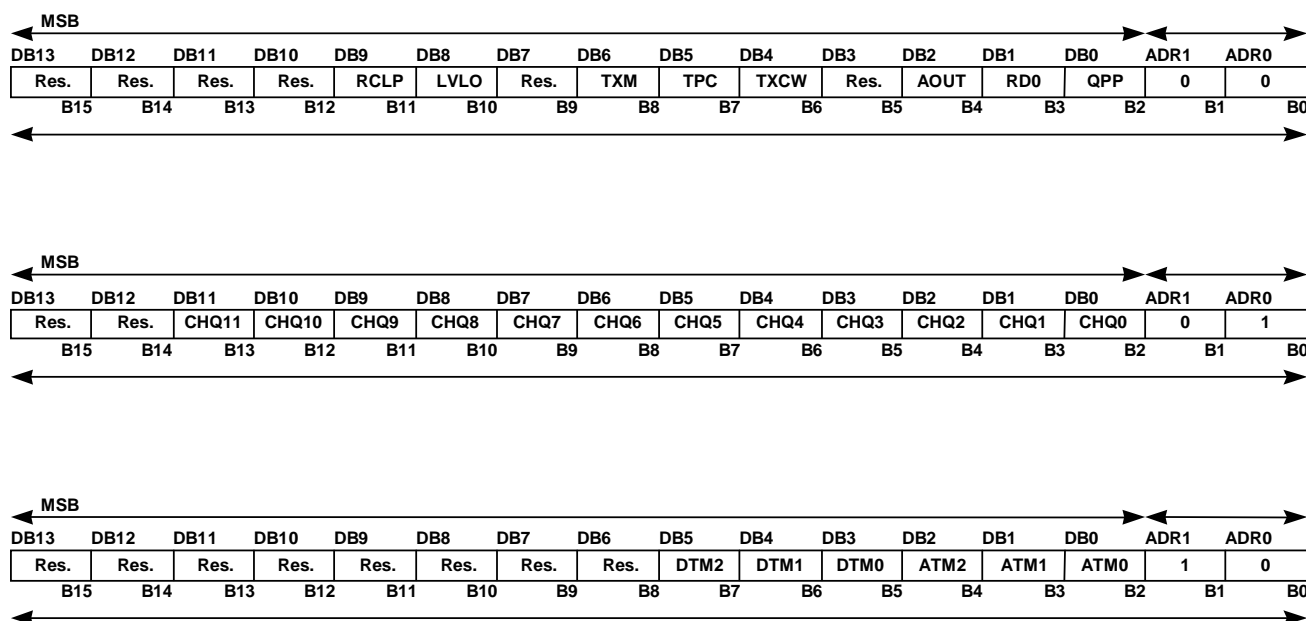 MSB
DB13 DB12 DB11 DB10 DB9 DB8 DB7 DB6 DB5 DB4 DB3 DB2 DB1 DB0 ADR1 ADR0
Res. Res. Res. Res. RCLP LVLO Res. TXM TPC TXCW Res. AOUT RD0 QPP 0 0
B15 B14 B13 B12 B11 B10 B9 B8 B7 B6 B5 B4 B3 B2 B1 B0
MSB
DB13 DB12 DB11 DB10 DB9 DB8 DB7 DB6 DB5 DB4 DB3 DB2 DB1 DB0 ADR1 ADR0
Res. Res. CHQ11 CHQ10 CHQ9 CHQ8 CHQ7 CHQ6 CHQ5 CHQ4 CHQ3 CHQ2 CHQ1 CHQ0 0 1
B15 B14 B13 B12 B11 B10 B9 B8 B7 B6 B5 B4 B3 B2 B1 B0
MSB
DB13 DB12 DB11 DB10 DB9 DB8 DB7 DB6 DB5 DB4 DB3 DB2 DB1 DB0 ADR1 ADR0
Res. Res. Res. Res. Res. Res. Res. Res. DTM2 DTM1 DTM0 ATM2 ATM1 ATM0 1 0
B15 B14 B13 B12 B11 B10 B9 B8 B7 B6 B5 B4 B3 B2 B1 B0